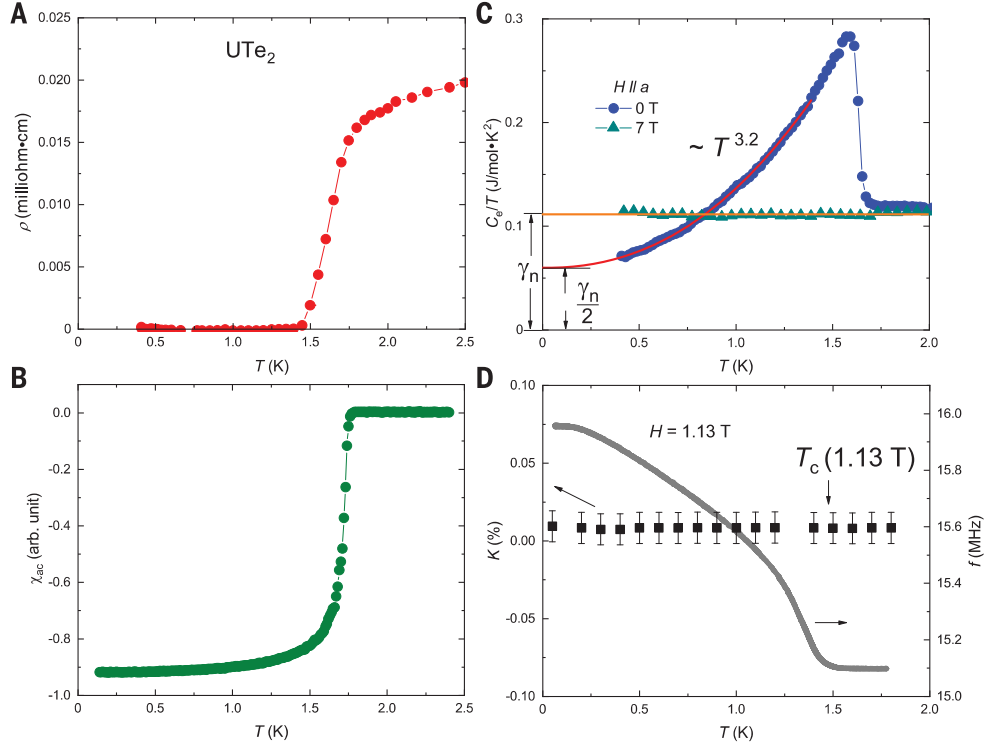 A
UTe2
0.025
0.020
0.015
0.010
0.005
0
ρ (milliohm•cm)
0 0.5 1.0 1.5 2.0 2.5
T (K)
B
0.0
-0.2
-0.4
-0.6
-0.8
-1.0
χac (arb. unit)
0 0.5 1.0 1.5 2.0 2.5
T (K)
C
0.3
0.2
0.1
0
Ce/T (J/mol•K2)
H // a
0 T
7 T
~ T 3.2
γn
γn
2
0 0.5 1.0 1.5 2.0
T (K)
D
0.10
0.05
0.00
-0.05
-0.10
K (%)
H = 1.13 T
Tc (1.13 T)
16.0
15.8
15.6
15.4
15.2
15.0
f (MHz)
0 0.5 1.0 1.5 2.0
T (K)